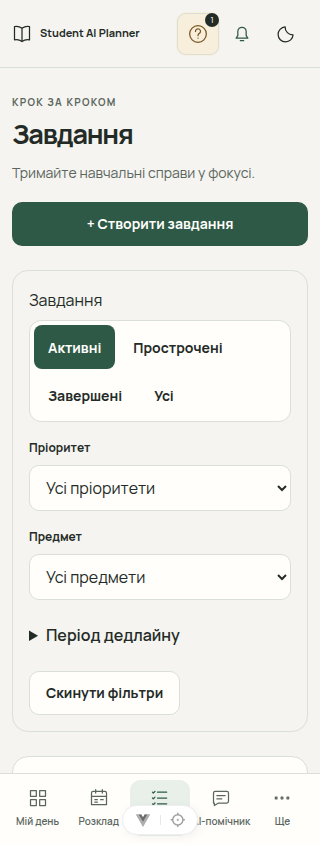 Student AI Planner
1
КРОК ЗА КРОКОМ
Завдання
Тримайте навчальні справи у фокусі.
+ Створити завдання
Завдання
Активні Прострочені
Завершені Усі
Пріоритет
Усі пріоритети
Предмет
Усі предмети
Період дедлайну
Скинути фільтри
Мій день Розклад АІ-помічник Ще